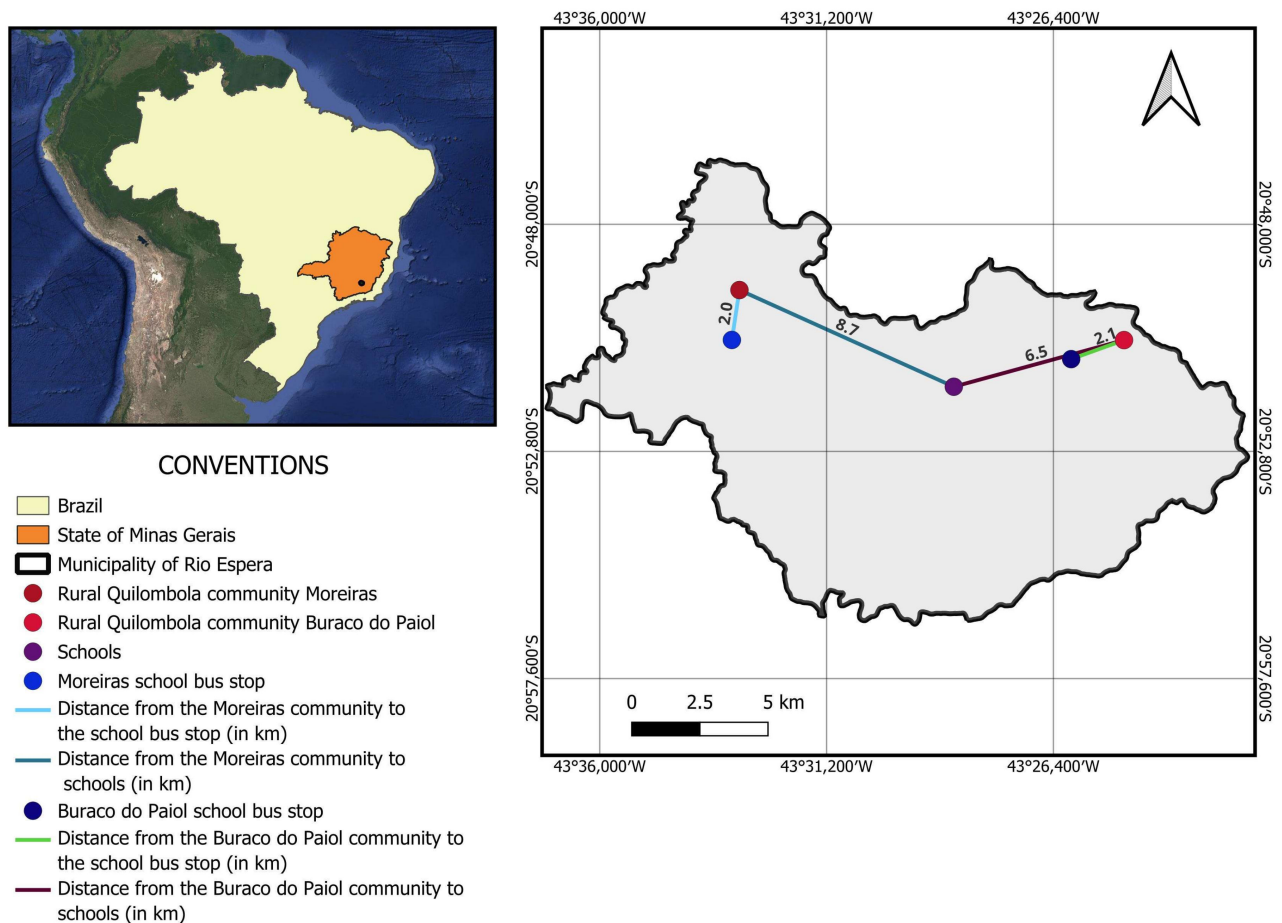 43°36,000'W 43°31,200'W 43°26,400'W
20°48,000'S 20°48,000'S
2.0
8.7
6.5
2.1
20°52,800'S 20°52,800'S
20°57,600'S 20°57,600'S
0 2.5 5 km
43°36,000'W 43°31,200'W 43°26,400'W
CONVENTIONS
Brazil
State of Minas Gerais
Municipality of Rio Espera
Rural Quilombola community Moreiras
Rural Quilombola community Buraco do Paiol
Schools
Moreiras school bus stop
Distance from the Moreiras community to
the school bus stop (in km)
Distance from the Moreiras community to
schools (in km)
Buraco do Paiol school bus stop
Distance from the Buraco do Paiol community to
the school bus stop (in km)
Distance from the Buraco do Paiol community to
schools (in km)